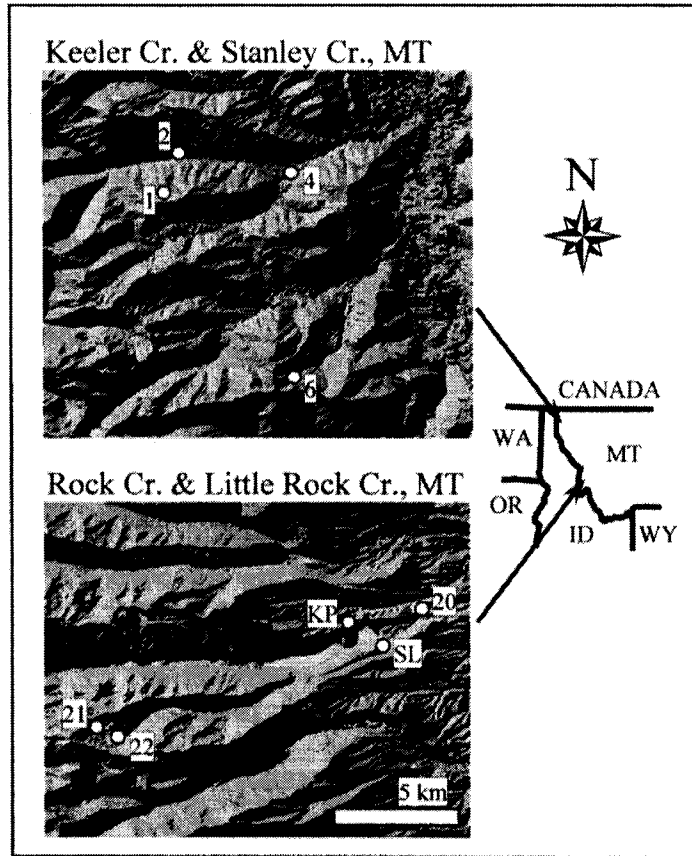 Keeler Cr. & Stanley Cr., MT
2
4
1
6
N
CANADA
WA
MT
OR
ID
WY
Rock Cr. & Little Rock Cr., MT
KP
20
SL
21
22
5 km